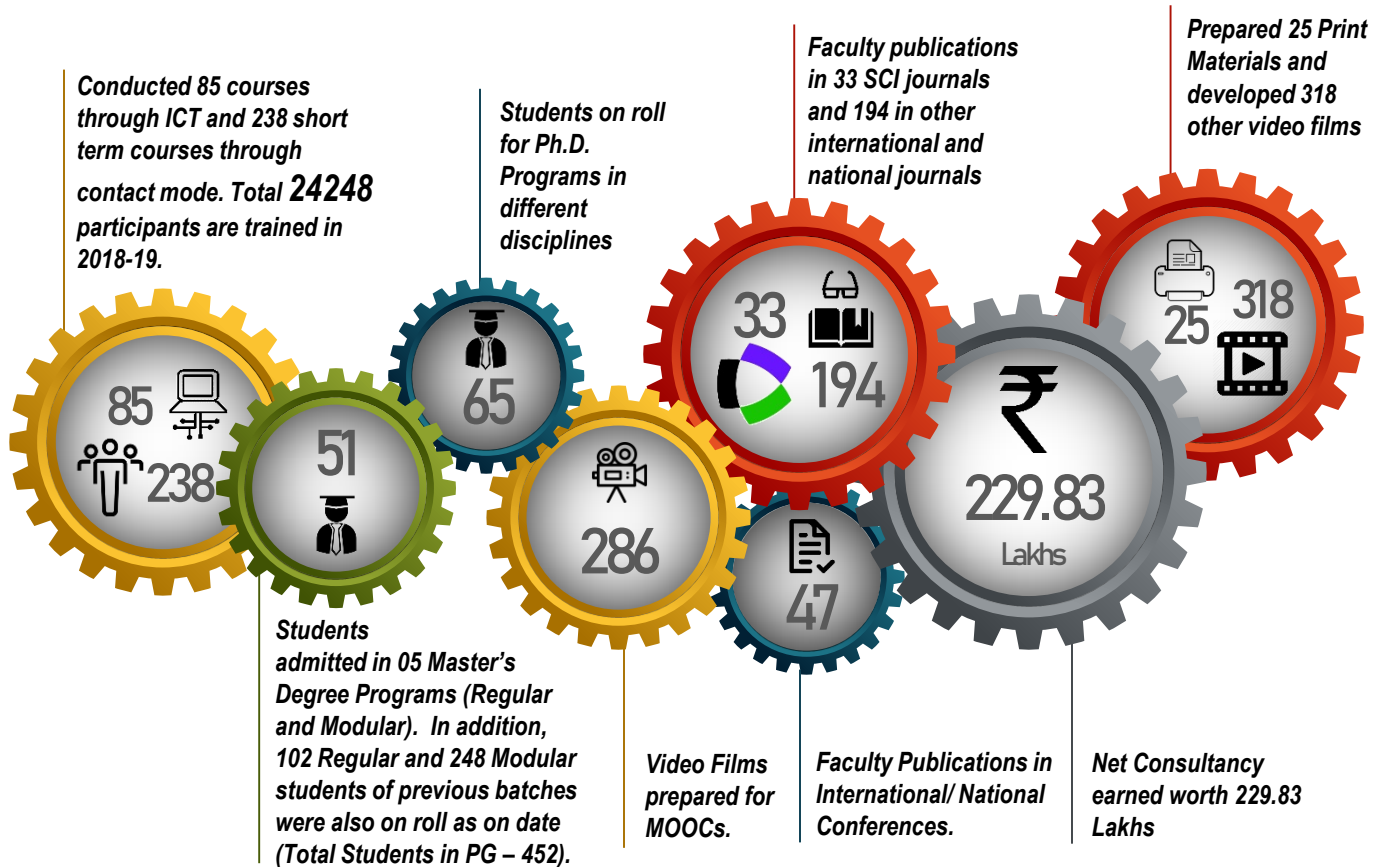 Conducted 85 courses
through ICT and 238 short
term courses through
contact mode. Total 24248
participants are trained in
2018-19.
Students on roll
for Ph.D.
Programs in
different
disciplines
Faculty publications
in 33 SCI journals
and 194 in other
international and
national journals
Prepared 25 Print
Materials and
developed 318
other video films
85
238
51
65
286
33
194
47
229.83
Lakhs
25
318
Students
admitted in 05 Master’s
Degree Programs (Regular
and Modular).  In addition,
102 Regular and 248 Modular
students of previous batches
were also on roll as on date
(Total Students in PG – 452).
Video Films
prepared for
MOOCs.
Faculty Publications in
International/ National
Conferences.
Net Consultancy
earned worth 229.83
Lakhs